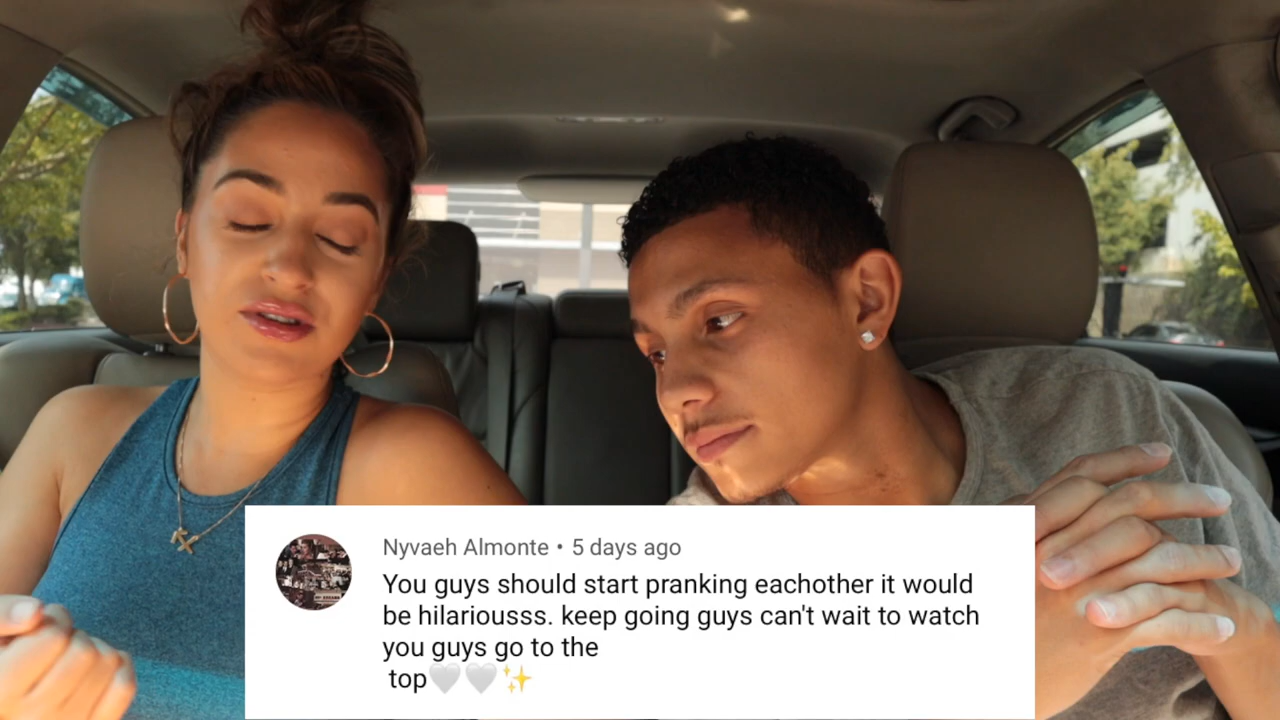 Nyvaeh Almonte • 5 days ago
You guys should start pranking eachother it would
be hilariousss. keep going guys can't wait to watch
you guys go to the
top🤍🤍✨